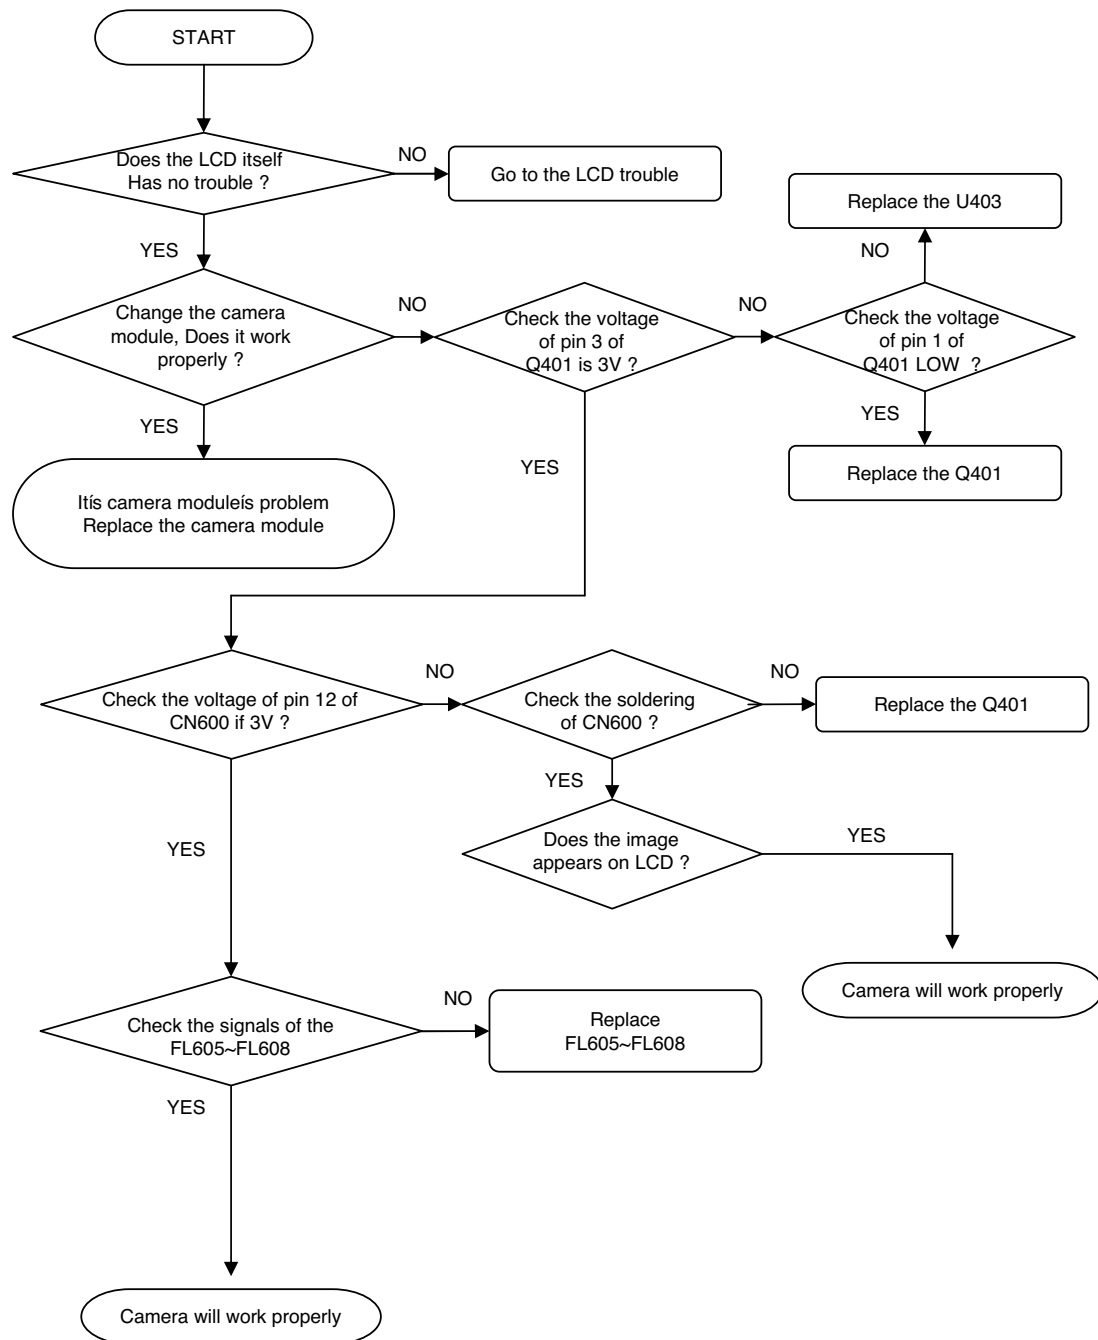 START
Does the LCD itself
Has no trouble ?
NO
Go to the LCD trouble
Replace the U403
YES
NO
Change the camera
module, Does it work
properly ?
NO
Check the voltage
of pin 3 of
Q401 is 3V ?
NO
Check the voltage
of pin 1 of
Q401 LOW ?
YES
YES
YES
Itís camera moduleís problem
Replace the camera module
Replace the Q401
Check the voltage of pin 12 of
CN600 if 3V ?
NO
Check the soldering
of CN600 ?
NO
Replace the Q401
YES
YES
Does the image
appears on LCD ?
YES
Camera will work properly
Check the signals of the
FL605~FL608
NO
Replace
FL605~FL608
YES
Camera will work properly